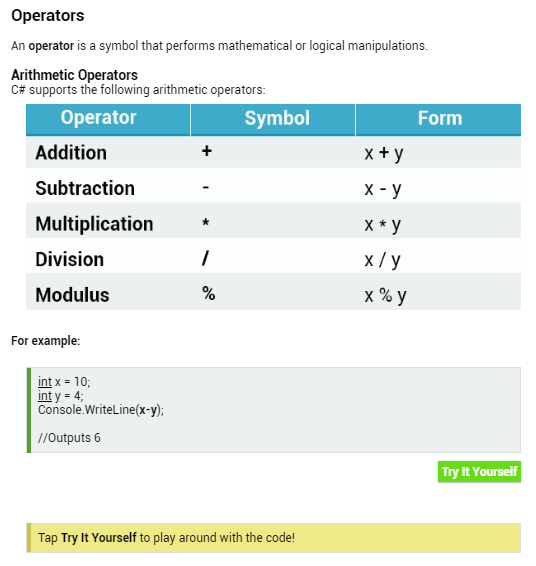 Operators
An operator is a symbol that performs mathematical or logical manipulations.
Arithmetic Operators
C# supports the following arithmetic operators:
Operator Symbol Form
Addition + x + y
Subtraction - x - y
Multiplication * x * y
Division / x / y
Modulus % x % y
For example:
int x = 10;
int y = 4;
Console.WriteLine(x-y);
//Outputs 6
Try It Yourself
Tap Try It Yourself to play around with the code!